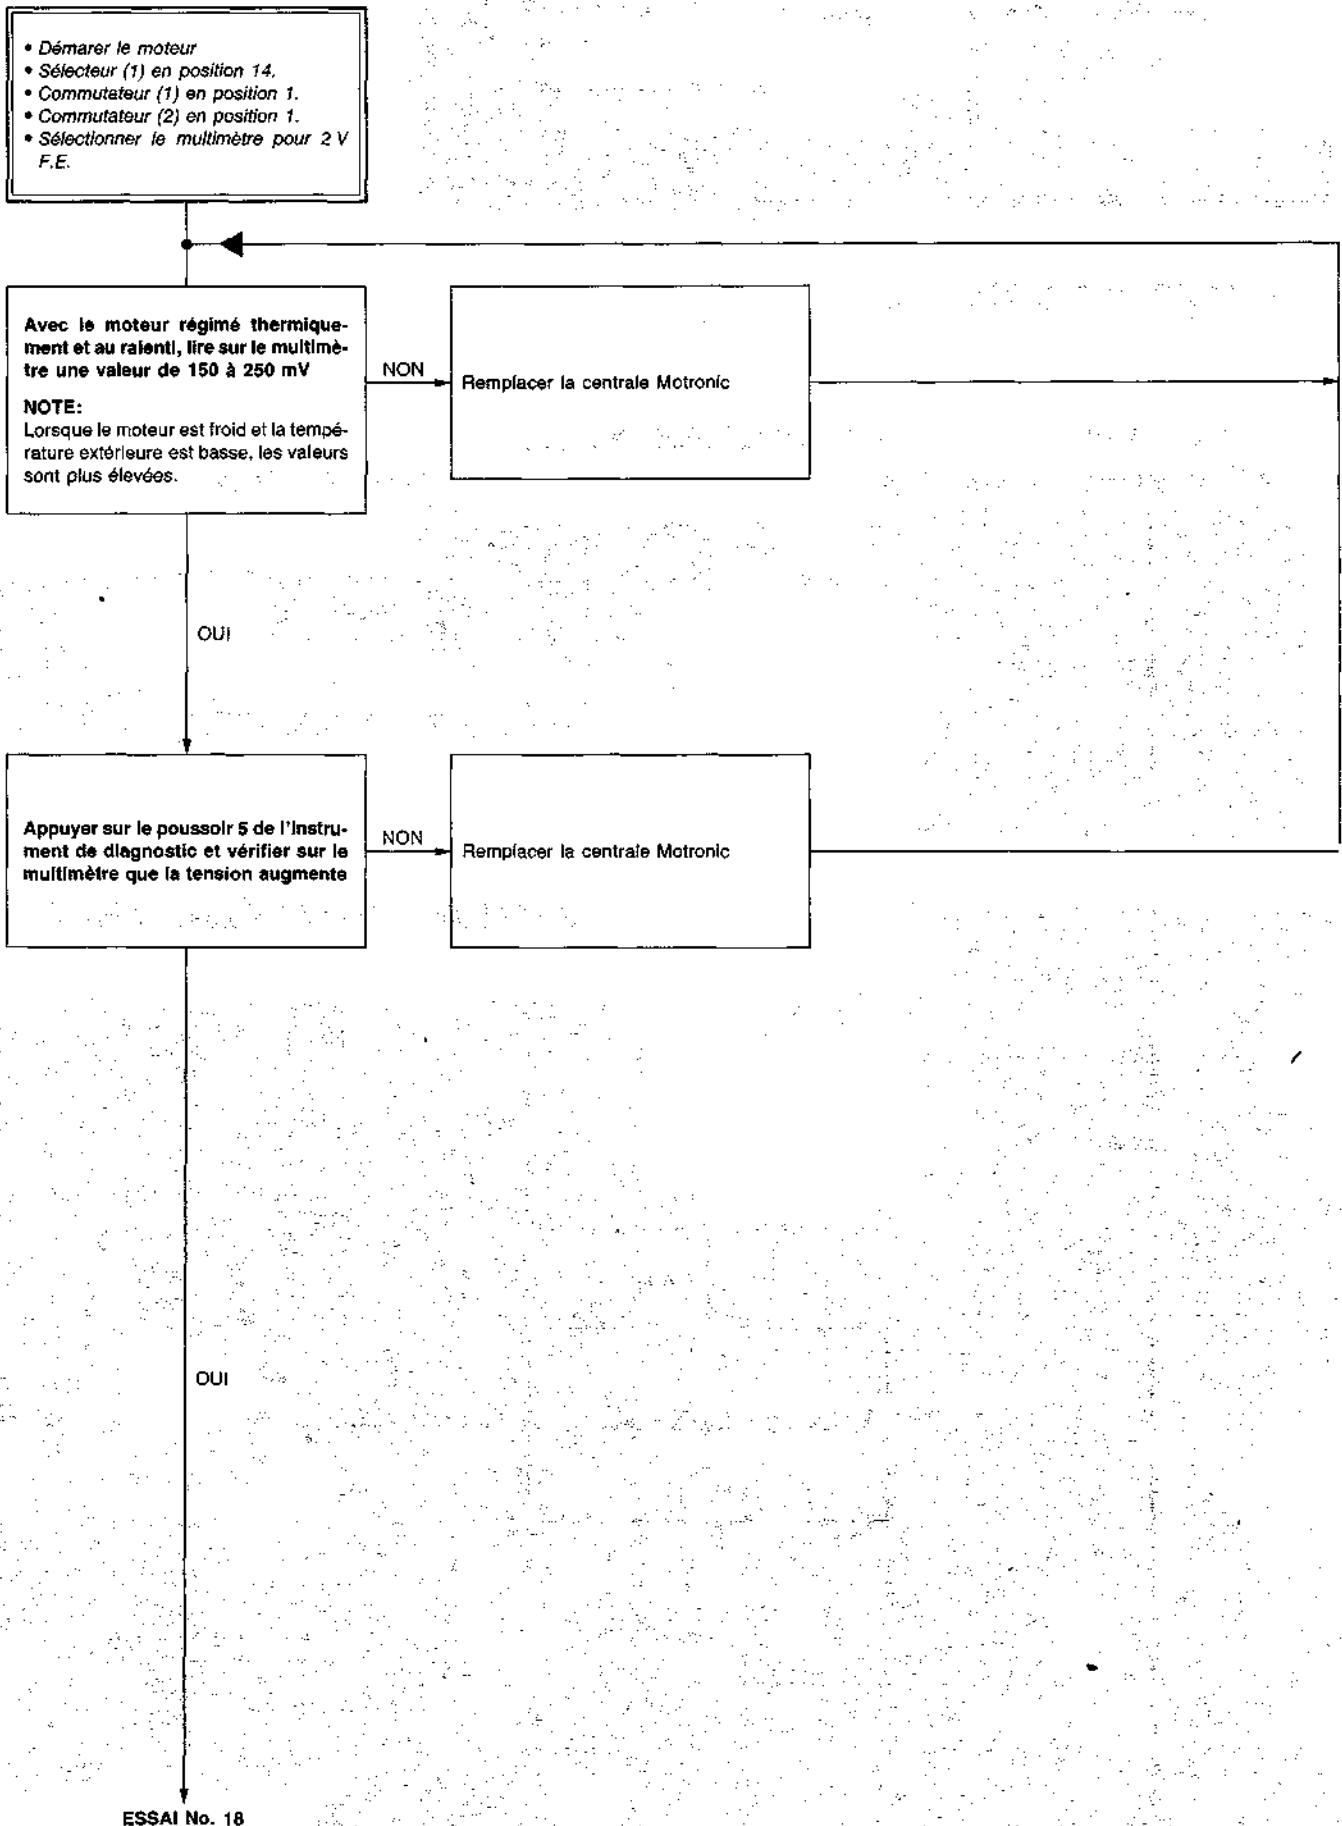 • Démarer le moteur
• Sélecteur (1) en position 14.
• Commutateur (1) en position 1.
• Commutateur (2) en position 1.
• Sélectionner le multimètre pour 2 V
F.E.
Avec le moteur régimé thermique-
ment et au ralenti, lire sur le multimè-
tre une valeur de 150 à 250 mV
NOTE:
Lorsque le moteur est froid et la tempé-
rature extérieure est basse, les valeurs
sont plus élevées.
NON
Remplacer la centrale Motronic
OUI
Appuyer sur le poussoir 5 de l'instru-
ment de diagnostic et vérifier sur le
multimètre que la tension augmente
NON
Remplacer la centrale Motronic
OUI
ESSAI No. 18